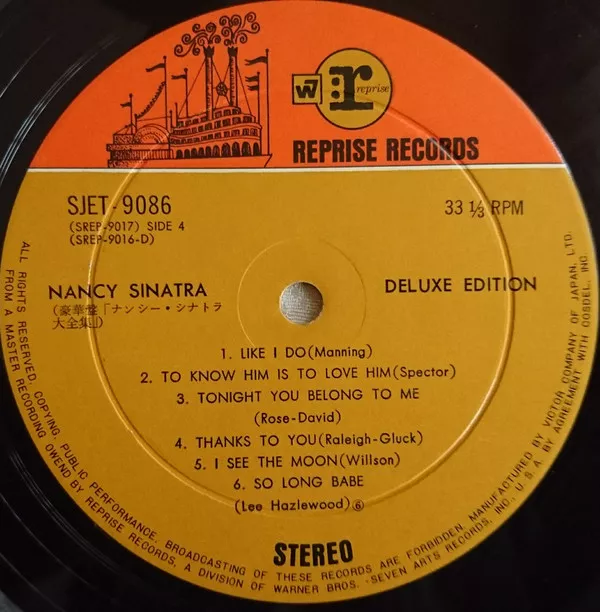 W r: reprise
REPRISE RECORDS
SJET-9086
(SREP-9017) SIDE 4
(SREP-9016-D)
33 ⅓ RPM
NANCY SINATRA
(豪華盤「ナンシー・シナトラ
大全集」)
DELUXE EDITION
1. LIKE I DO(Manning)
2. TO KNOW HIM IS TO LOVE HIM(Spector)
3. TONIGHT YOU BELONG TO ME
(Rose-David)
4. THANKS TO YOU(Raleigh-Gluck)
5. I SEE THE MOON(Willson)
6. SO LONG BABE
(Lee Hazlewood)⑥
STEREO
ALL RIGHTS RESERVED, COPYING, PUBLIC PERFORMANCE, BROADCASTING OF THESE RECORDS ARE FORBIDDEN. MANUFACTURED BY VICTOR COMPANY OF JAPAN, LTD.
FROM A MASTER RECORDING OWEND BY REPRISE RECORDS, A DIVISION OF WARNER BROS.-SEVEN ARTS RECORDS, INC., U. S. A. BY AGREEMENT WITH COSDEL, INC